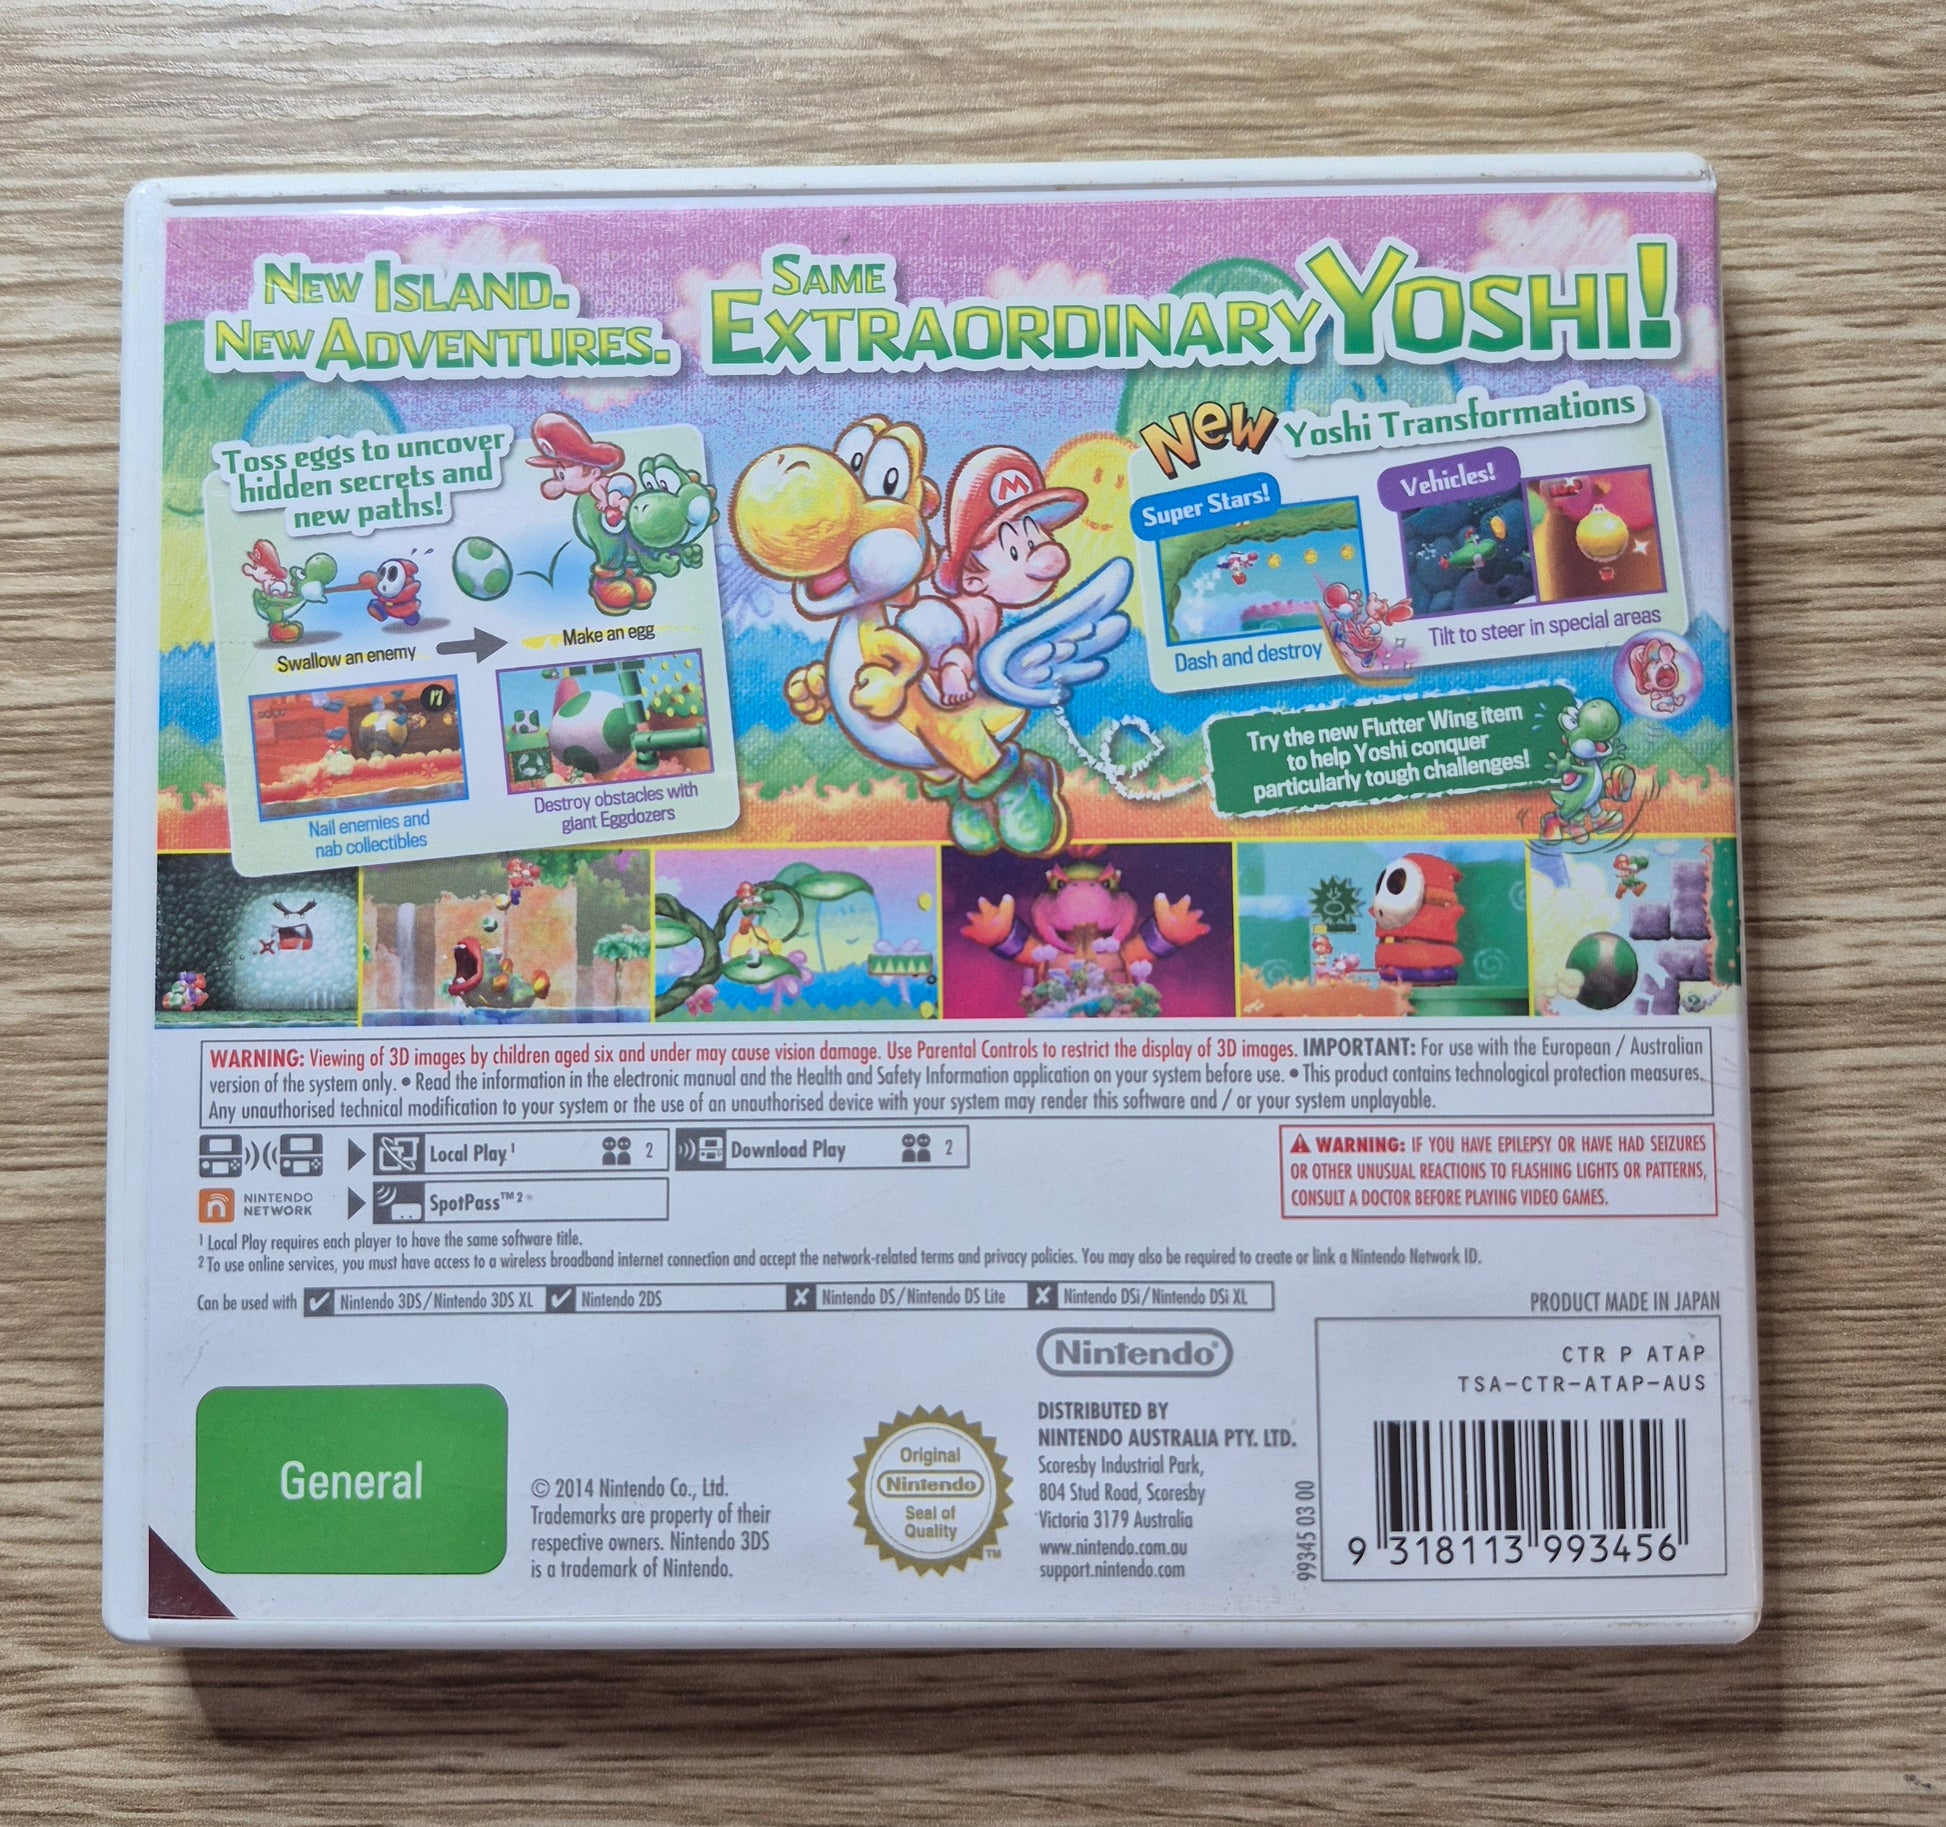 NEW ISLAND.
NEW ADVENTURES.
SAME
EXTRAORDINARY YOSHI!
Toss eggs to uncover
hidden secrets and
new paths!
Swallow an enemy
Make an egg
Nail enemies and
nab collectibles
Destroy obstacles with
giant Eggdozers
M
New Yoshi Transformations
Super Stars!
Vehicles!
Dash and destroy
Tilt to steer in special areas
Try the new Flutter Wing item
to help Yoshi conquer
particularly tough challenges!
WARNING: Viewing of 3D images by children aged six and under may cause vision damage. Use Parental Controls to restrict the display of 3D images. IMPORTANT: For use with the European / Australian
version of the system only. • Read the information in the electronic manual and the Health and Safety Information application on your system before use. • This product contains technological protection measures.
Any unauthorised technical modification to your system or the use of an unauthorised device with your system may render this software and / or your system unplayable.
Local Play¹ 2
Download Play 2
NINTENDO
NETWORK
SpotPass™²
WARNING: IF YOU HAVE EPILEPSY OR HAVE HAD SEIZURES
OR OTHER UNUSUAL REACTIONS TO FLASHING LIGHTS OR PATTERNS,
CONSULT A DOCTOR BEFORE PLAYING VIDEO GAMES.
¹ Local Play requires each player to have the same software title.
² To use online services, you must have access to a wireless broadband internet connection and accept the network-related terms and privacy policies. You may also be required to create or link a Nintendo Network ID.
Can be used with Nintendo 3DS/Nintendo 3DS XL Nintendo 2DS Nintendo DS/Nintendo DS Lite Nintendo DSi/Nintendo DSi XL
PRODUCT MADE IN JAPAN
General
© 2014 Nintendo Co., Ltd.
Trademarks are property of their
respective owners. Nintendo 3DS
is a trademark of Nintendo.
Original
Nintendo
Seal of
Quality
TM
Nintendo®
DISTRIBUTED BY
NINTENDO AUSTRALIA PTY. LTD.
Scoresby Industrial Park,
804 Stud Road, Scoresby
Victoria 3179 Australia
www.nintendo.com.au
support.nintendo.com
99345 03 00
CTR P ATAP
TSA-CTR-ATAP-AUS
9 318113 993456